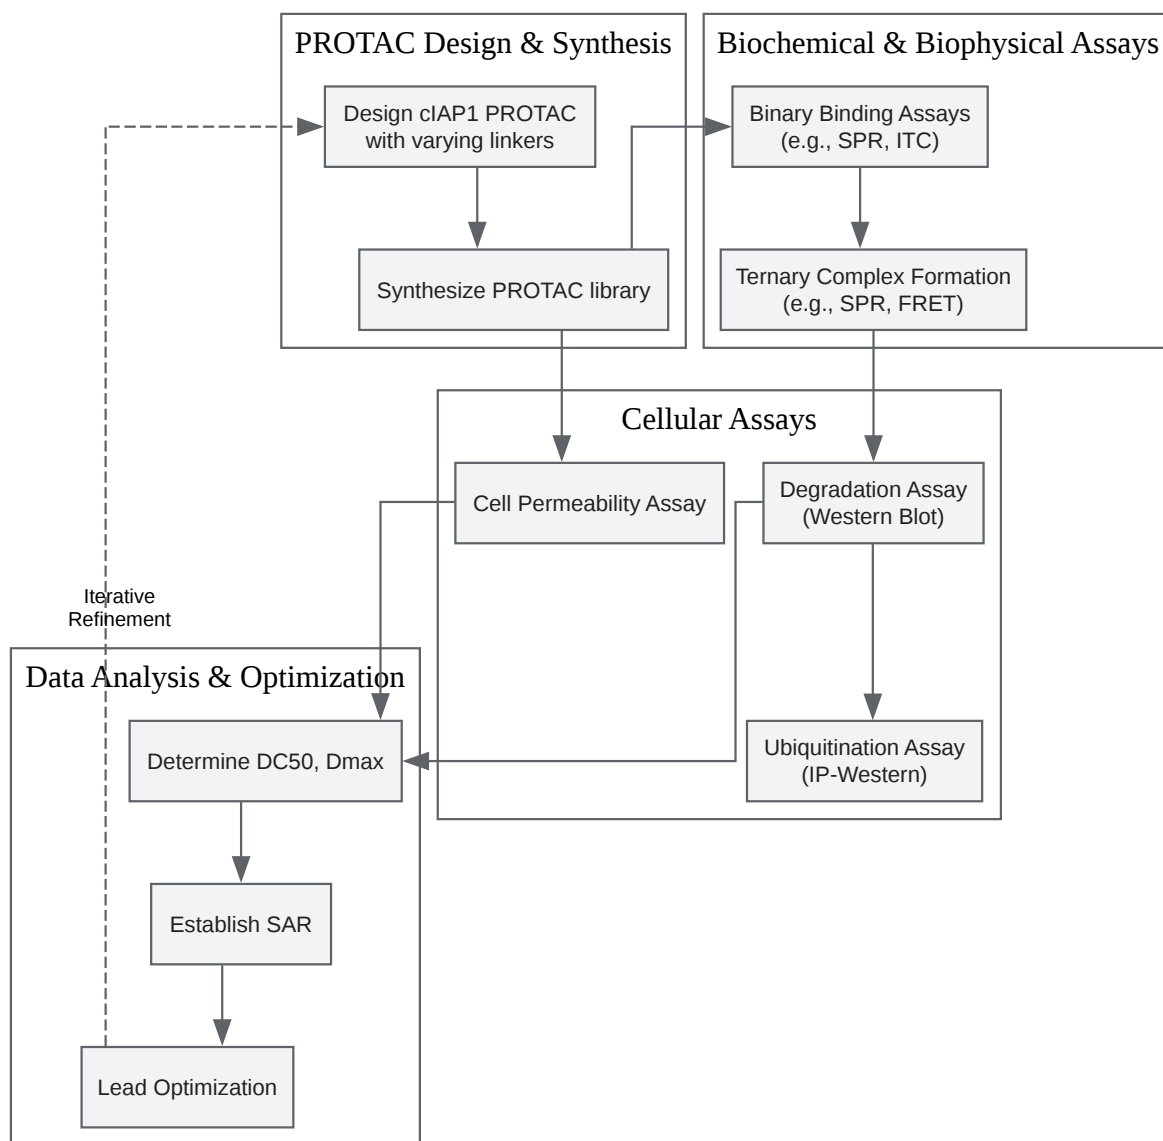 PROTAC Design & Synthesis
Design cIAP1 PROTAC
with varying linkers
Synthesize PROTAC library
Biochemical & Biophysical Assays
Binary Binding Assays
(e.g., SPR, ITC)
Ternary Complex Formation
(e.g., SPR, FRET)
Cellular Assays
Cell Permeability Assay
Degradation Assay
(Western Blot)
Ubiquitination Assay
(IP-Western)
Iterative
Refinement
Data Analysis & Optimization
Determine DC50, Dmax
Establish SAR
Lead Optimization